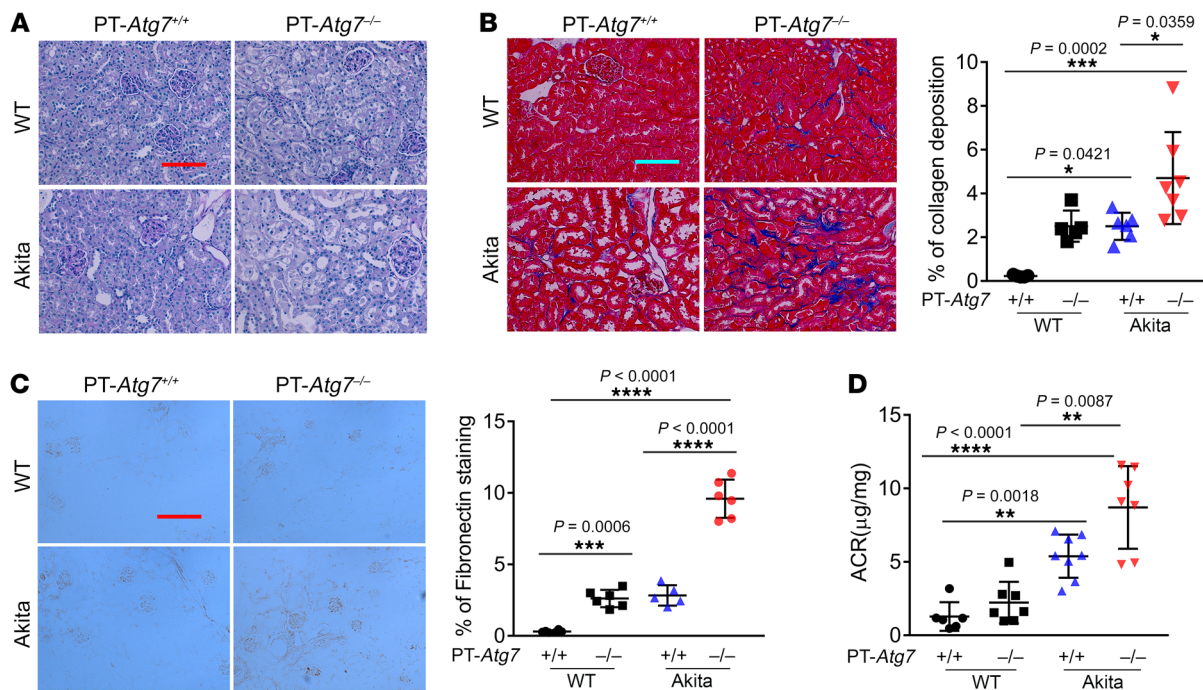 A
PT-Atg7+/+ PT-Atg7−/−
WT
Akita
B
PT-Atg7+/+ PT-Atg7−/−
WT
Akita
P = 0.0359
*
P = 0.0002
***
P = 0.0421
*
% of collagen deposition
10
8
6
4
2
0
PT-Atg7 +/+ −/− +/+ −/−
WT Akita
C
PT-Atg7+/+ PT-Atg7−/−
WT
Akita
P < 0.0001
****
P < 0.0001
****
P = 0.0006
***
% of Fibronectin staining
15
10
5
0
PT-Atg7 +/+ −/− +/+ −/−
WT Akita
D
P = 0.0087
**
P < 0.0001
****
P = 0.0018
**
ACR(μg/mg)
15
10
5
0
PT-Atg7 +/+ −/− +/+ −/−
WT Akita